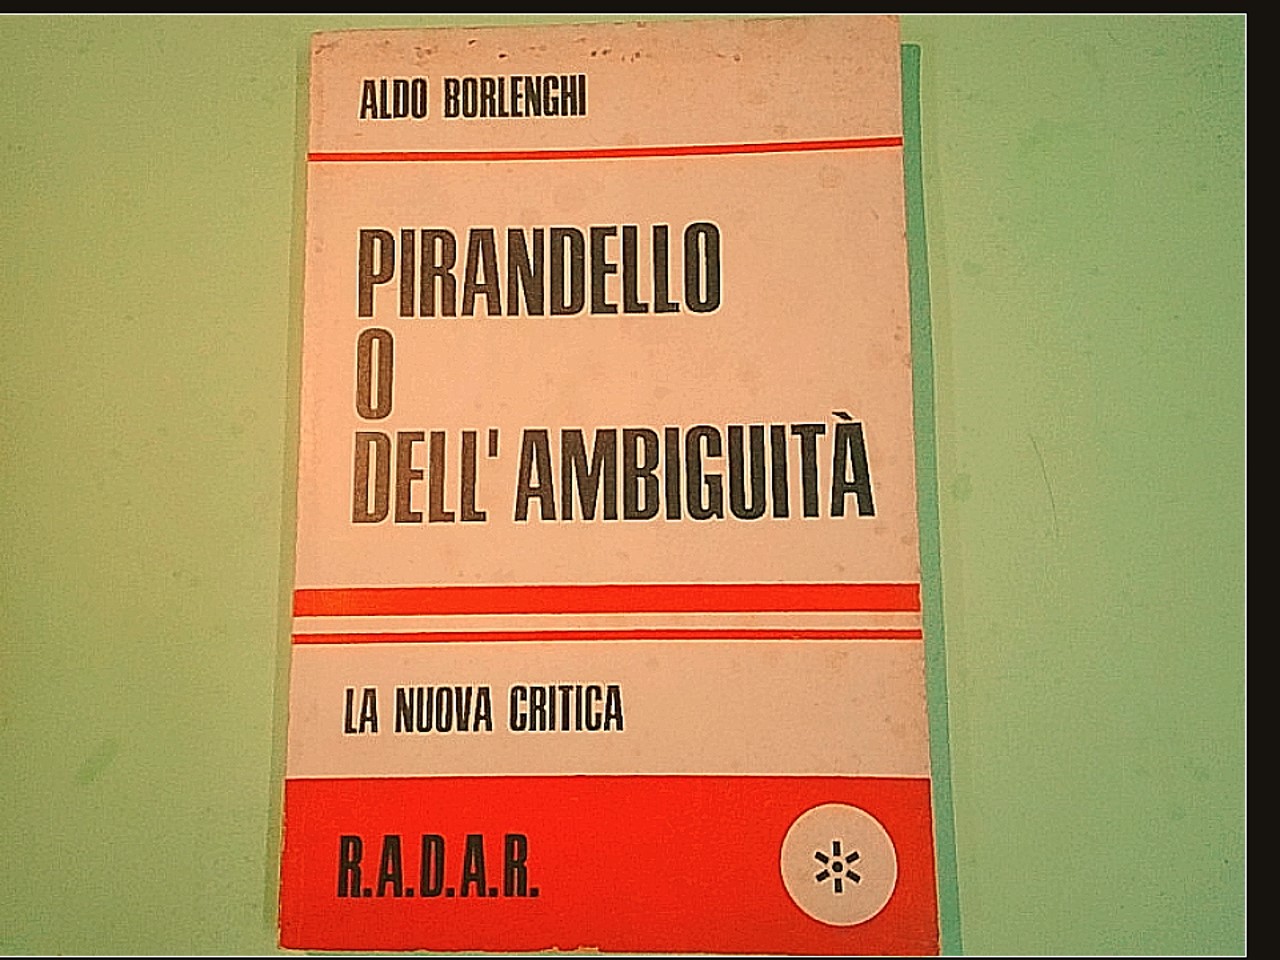 ALDO BORLENGHI
PIRANDELLO
O
DELL'AMBIGUITÀ
LA NUOVA CRITICA
R.A.D.A.R.